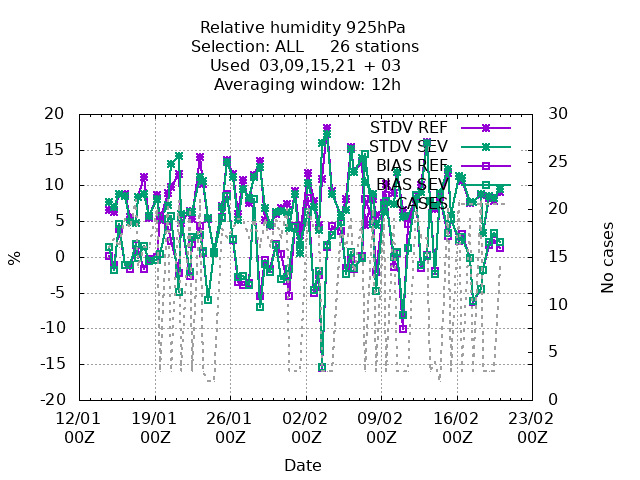 Relative humidity 925hPa
Selection: ALL     26 stations
Used  03,09,15,21 + 03
Averaging window: 12h
STDV REF
STDV SEV
BIAS REF
BIAS SEV
CASES
20
15
10
5
0
-5
-10
-15
-20
%
30
25
20
15
10
5
0
No cases
12/01 19/01 26/01 02/02 09/02 16/02 23/02
00Z 00Z 00Z 00Z 00Z 00Z 00Z
Date